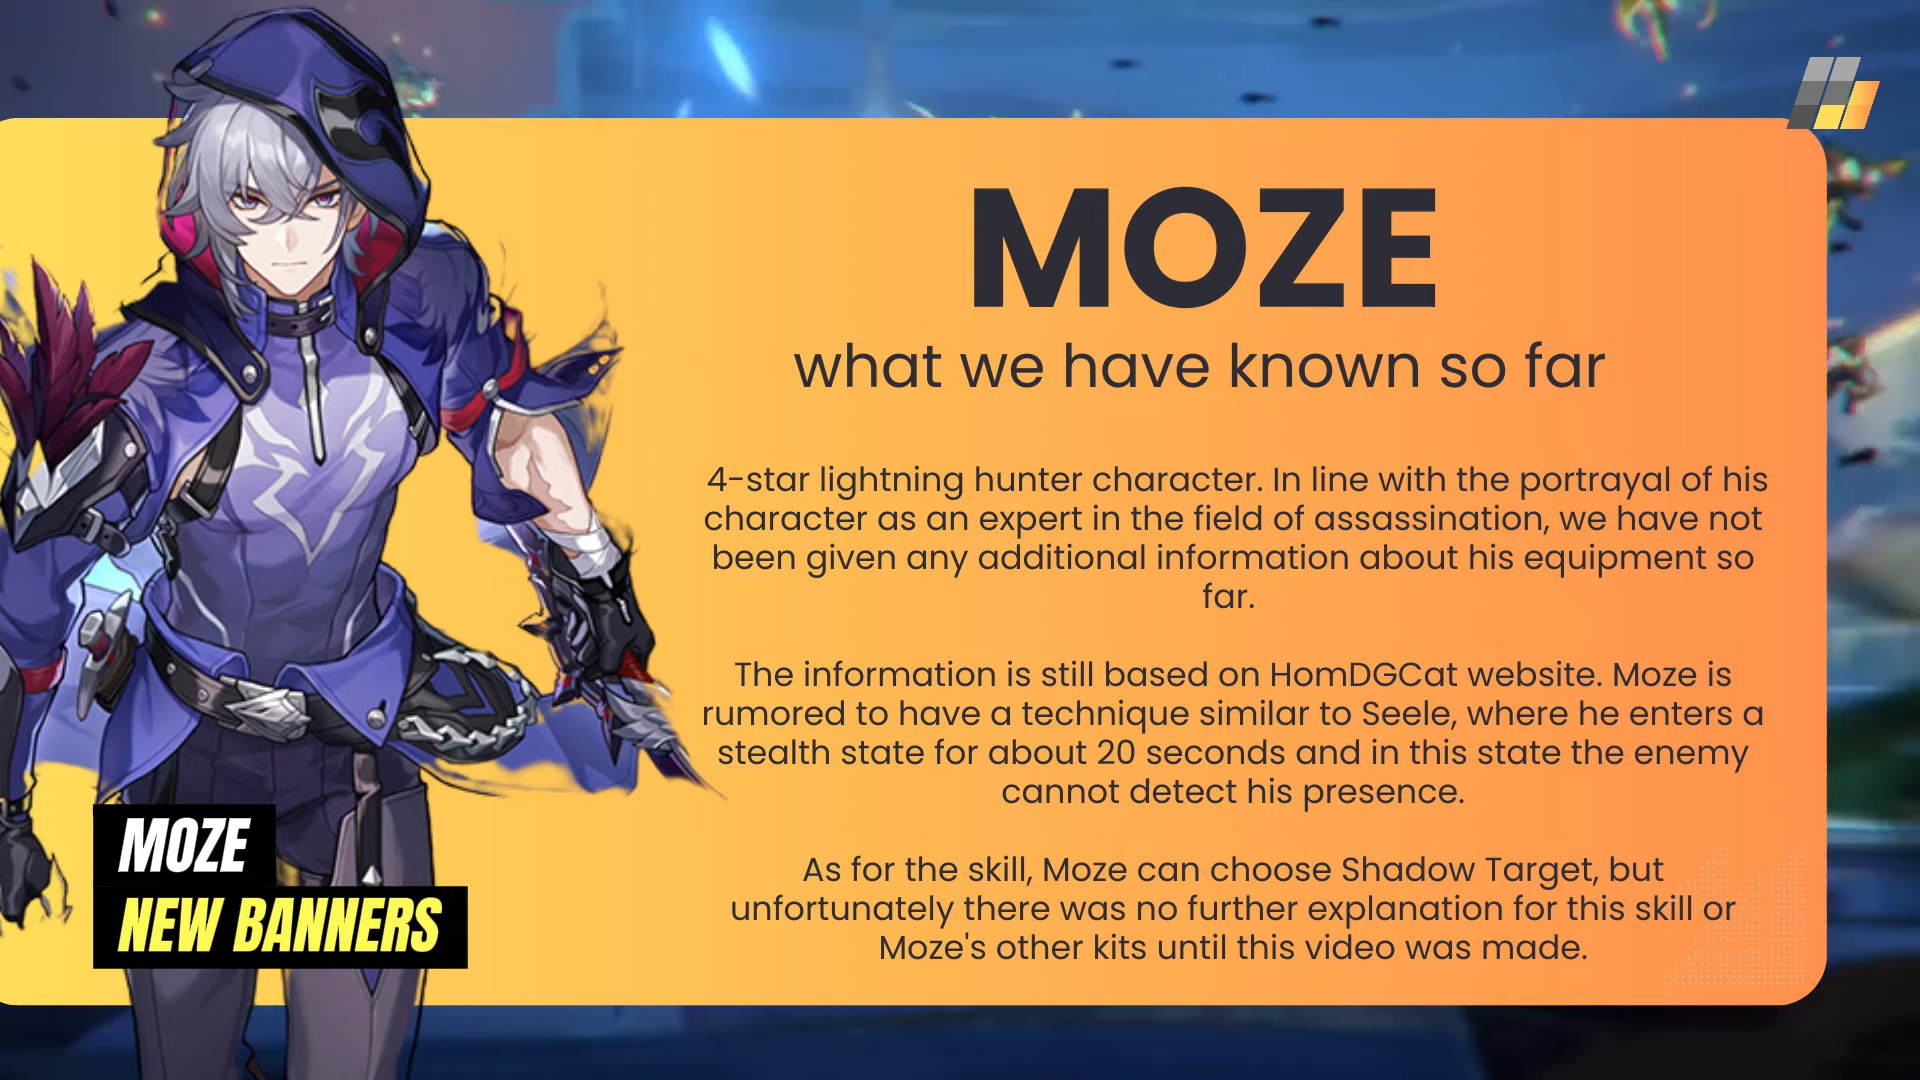 MOZE
what we have known so far
4-star lightning hunter character. In line with the portrayal of his
character as an expert in the field of assassination, we have not
been given any additional information about his equipment so
far.
The information is still based on HomDGCat website. Moze is
rumored to have a technique similar to Seele, where he enters a
stealth state for about 20 seconds and in this state the enemy
cannot detect his presence.
As for the skill, Moze can choose Shadow Target, but
unfortunately there was no further explanation for this skill or
Moze's other kits until this video was made.
MOZE
NEW BANNERS